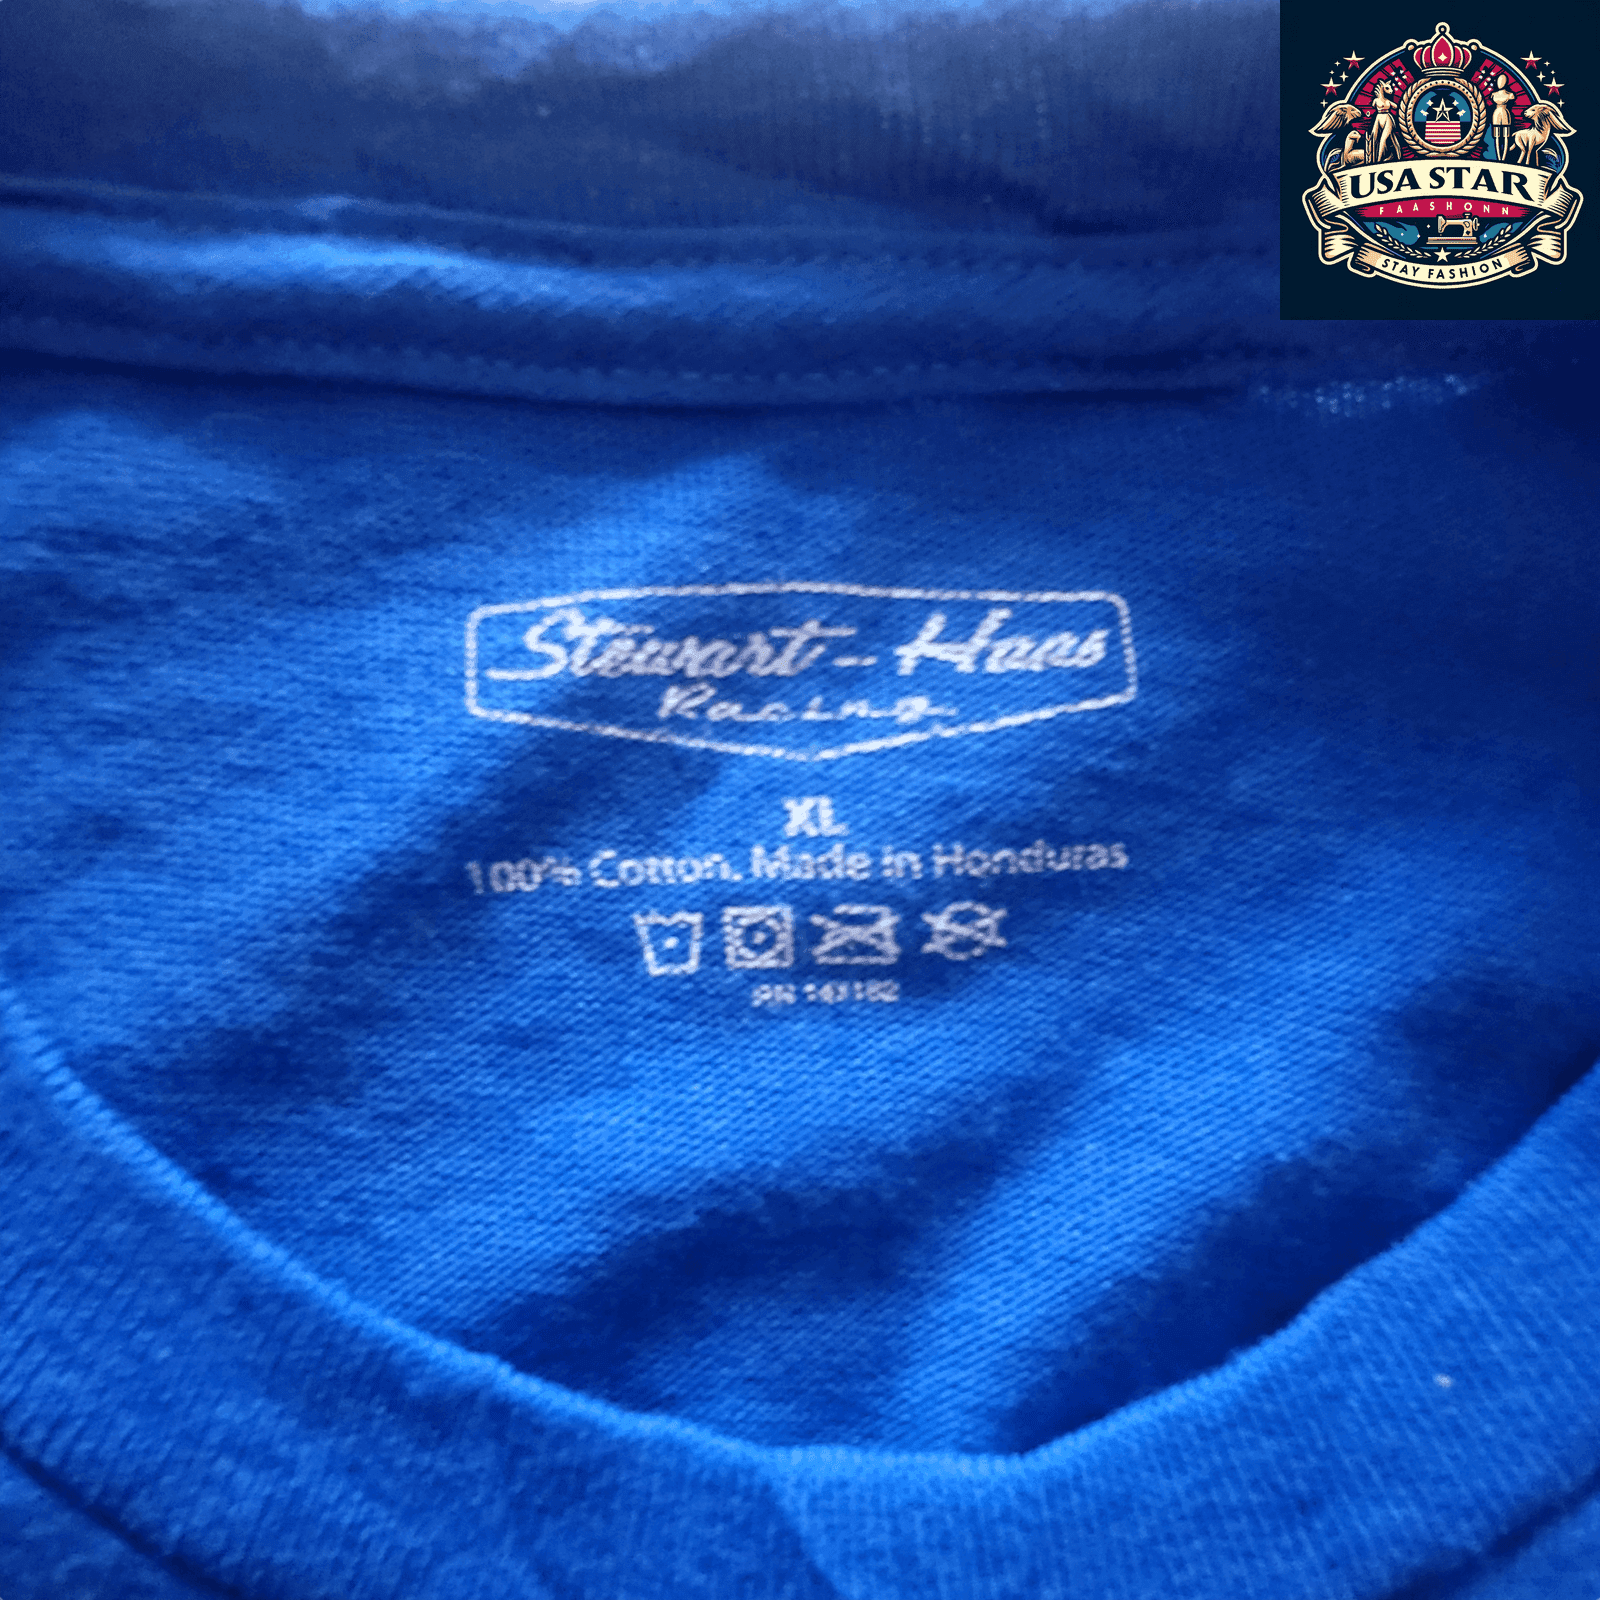 USA STAR
FAASHONN
STAY FASHION
Stewart-Haas
Racing
XL
100% Cotton. Made in Honduras